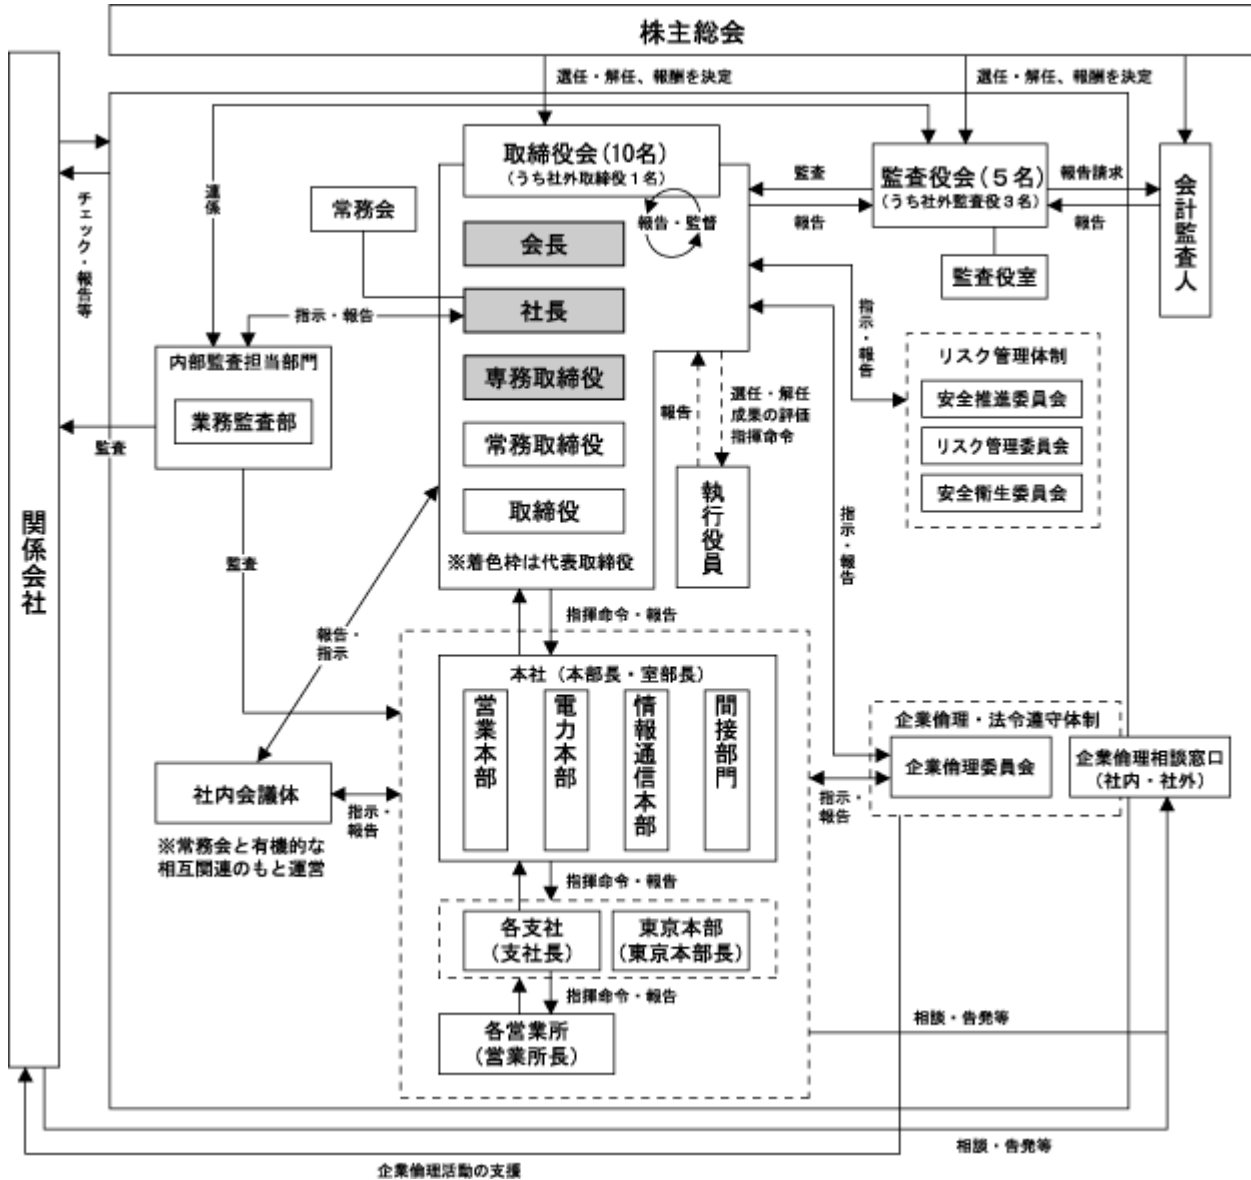 株主総会
選任・解任、報酬を決定
選任・解任、報酬を決定
取締役会(10名)
(うち社外取締役1名)
監査
報告
監査役会(5名)
(うち社外監査役3名)
報告請求
報告
会計監査人
連係
チェック・報告等
常務会
報告・監督
会長
監査役室
社長
指示・報告
指示・報告
内部監査担当部門
業務監査部
専務取締役
リスク管理体制
安全推進委員会
リスク管理委員会
安全衛生委員会
報告
選任・解任
成果の評価
指揮命令
監査
常務取締役
取締役
執行役員
指示・報告
関係会社
監査
※着色枠は代表取締役
指揮命令・報告
報告・
指示
本社(本部長・室部長)
営業本部
電力本部
情報通信本部
間接部門
企業倫理・法令遵守体制
企業倫理委員会
企業倫理相談窓口
(社内・社外)
社内会議体
指示・
報告
指示・
報告
※常務会と有機的な
相互関連のもと運営
指揮命令・報告
各支社
(支社長)
東京本部
(東京本部長)
指揮命令・報告
各営業所
(営業所長)
相談・告発等
相談・告発等
企業倫理活動の支援